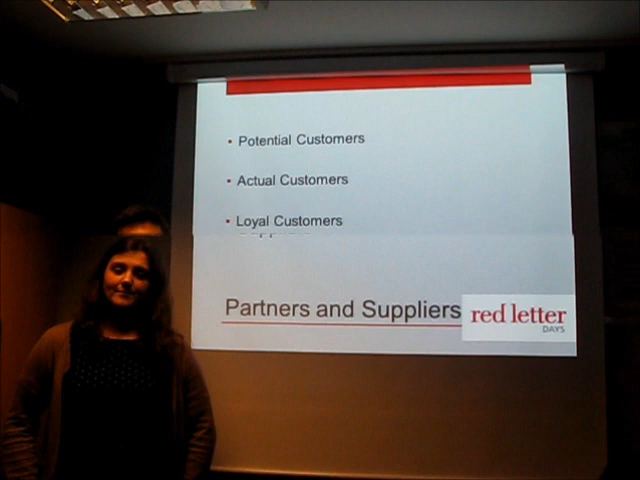 • Potential Customers
• Actual Customers
• Loyal Customers
Partners and Suppliers
red letter
DAYS